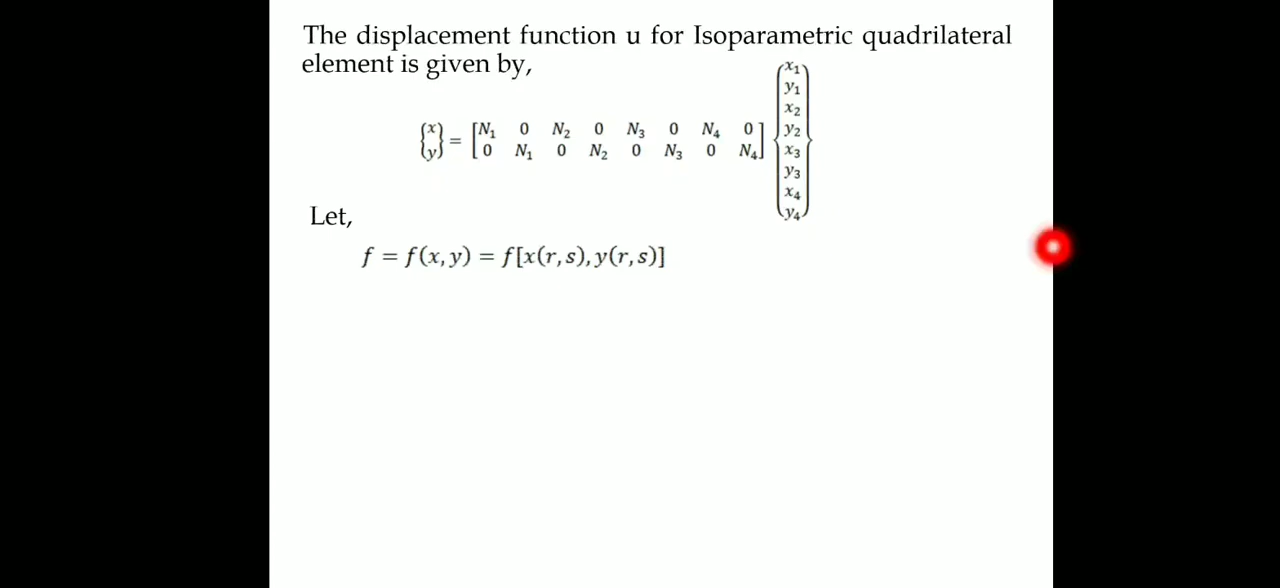 The displacement function u for Isoparametric quadrilateral
element is given by,
{x y} = [N₁ 0 N₂ 0 N₃ 0 N₄ 0
0 N₁ 0 N₂ 0 N₃ 0 N₄] {x₁ y₁ x₂ y₂ x₃ y₃ x₄ y₄}
Let,
f = f(x, y) = f[x(r, s), y(r, s)]